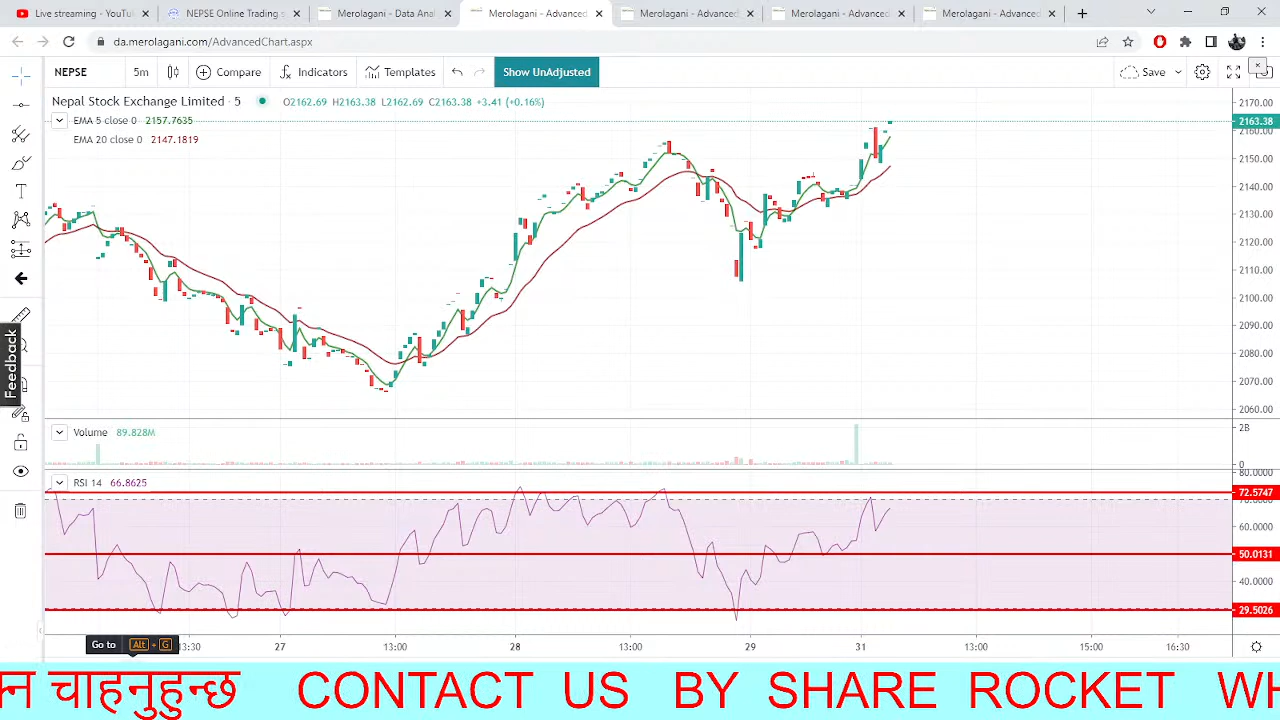 Live streaming - YouTu
NEPSE Online Trading s
Merolagani - Data Anal
Merolagani - Advanced
Merolagani - Advanced
Merolagani - Advanced
Merolagani - Advanced
da.merolagani.com/AdvancedChart.aspx
NEPSE 5m Compare Indicators Templates Show UnAdjusted Save
Nepal Stock Exchange Limited · 5 O2162.69 H2163.38 L2162.69 C2163.38 +3.41 (+0.16%)
EMA 5 close 0 2157.7635
EMA 20 close 0 2147.1819
2170.00
2163.38
2160.00
2150.00
2140.00
2130.00
2120.00
2110.00
2100.00
2090.00
2080.00
2070.00
2060.00
Feedback
Volume 89.828M
2B
0
RSI 14 66.8625
80.0000
72.5747
60.0000
50.0131
40.0000
29.5026
Go to Alt + G
13:30 27 13:00 28 13:00 29 31 13:00 15:00 16:30
चाहनुहुन्छ CONTACT US BY SHARE ROCKET